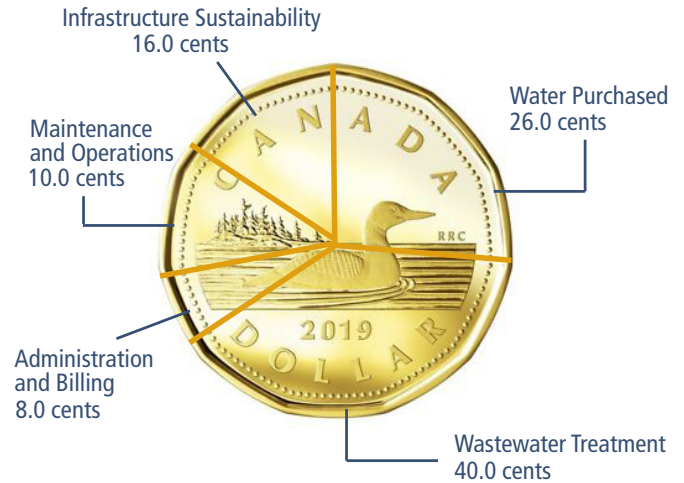 Infrastructure Sustainability
16.0 cents
Water Purchased
26.0 cents
Maintenance
and Operations
10.0 cents
CANADA
RRC
2019
DOLLAR
Administration
and Billing
8.0 cents
Wastewater Treatment
40.0 cents